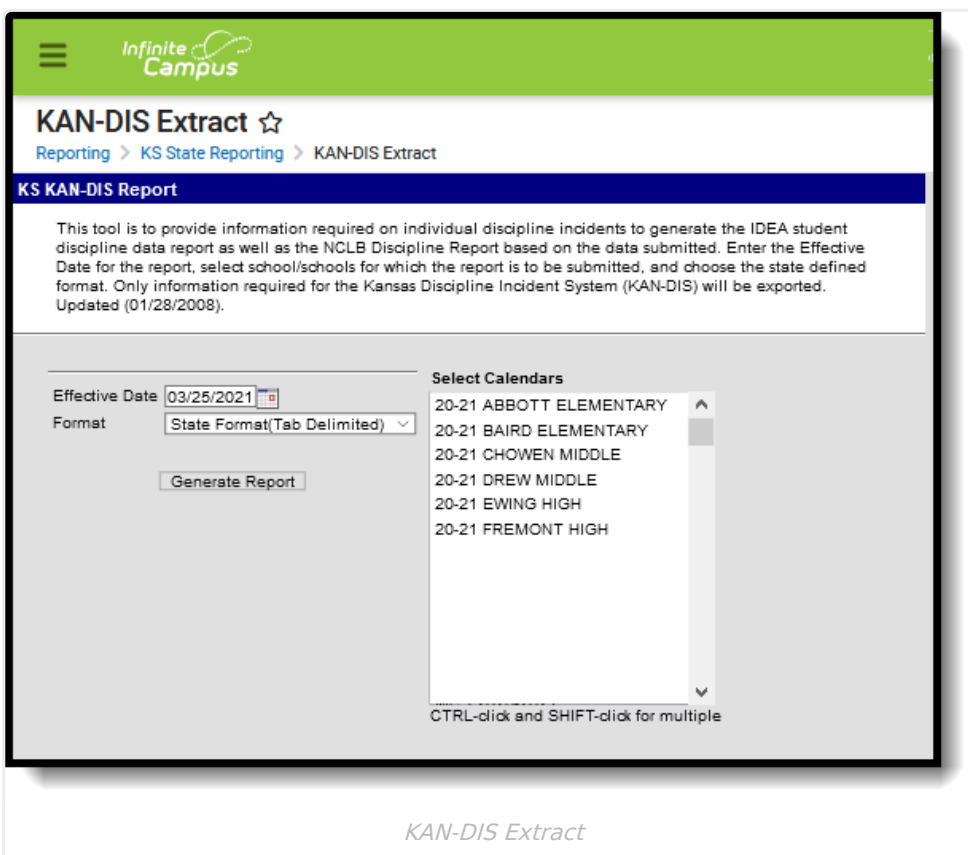 Infinite
Campus
KAN-DIS Extract
Reporting > KS State Reporting > KAN-DIS Extract
KS KAN-DIS Report
This tool is to provide information required on individual discipline incidents to generate the IDEA student
discipline data report as well as the NCLB Discipline Report based on the data submitted. Enter the Effective
Date for the report, select school/schools for which the report is to be submitted, and choose the state defined
format. Only information required for the Kansas Discipline Incident System (KAN-DIS) will be exported.
Updated (01/28/2008).
Effective Date 03/25/2021
Format State Format(Tab Delimited)
Generate Report
Select Calendars
20-21 ABBOTT ELEMENTARY
20-21 BAIRD ELEMENTARY
20-21 CHOWEN MIDDLE
20-21 DREW MIDDLE
20-21 EWING HIGH
20-21 FREMONT HIGH
CTRL-click and SHIFT-click for multiple
KAN-DIS Extract